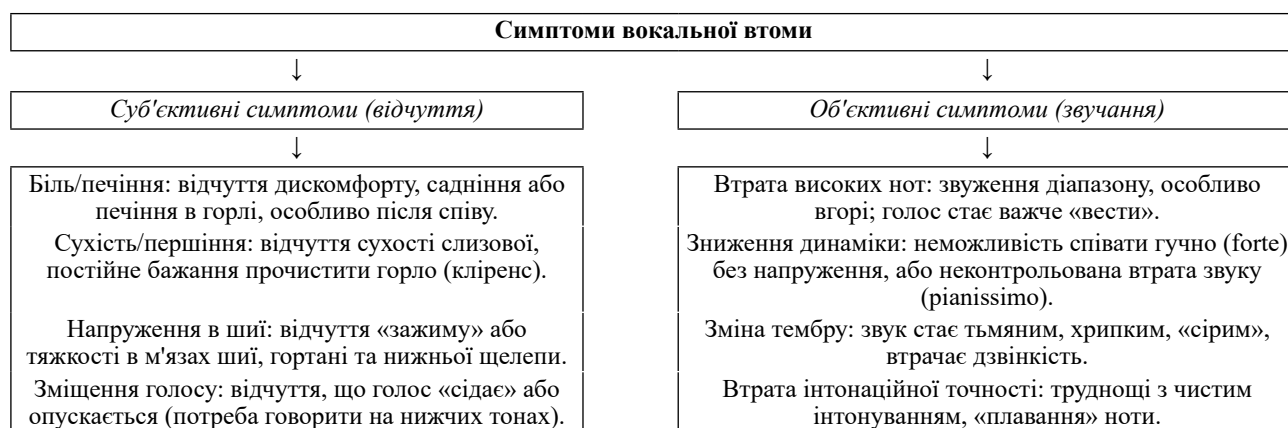 Симптоми вокальної втоми
↓ ↓
Суб'єктивні симптоми (відчуття)
↓
Біль/печіння: відчуття дискомфорту, садніння або
печіння в горлі, особливо після співу.
Сухість/першіння: відчуття сухості слизової,
постійне бажання прочистити горло (кліренс).
Напруження в шиї: відчуття «зажиму» або
тяжкості в м'язах шиї, гортані та нижньої щелепи.
Зміщення голосу: відчуття, що голос «сідає» або
опускається (потреба говорити на нижчих тонах).
Об'єктивні симптоми (звучання)
↓
Втрата високих нот: звуження діапазону, особливо
вгорі; голос стає важче «вести».
Зниження динаміки: неможливість співати гучно (forte)
без напруження, або неконтрольована втрата звуку
(pianissimo).
Зміна тембру: звук стає тьмяним, хрипким, «сірим»,
втрачає дзвінкість.
Втрата інтонаційної точності: труднощі з чистим
інтонуванням, «плавання» ноти.